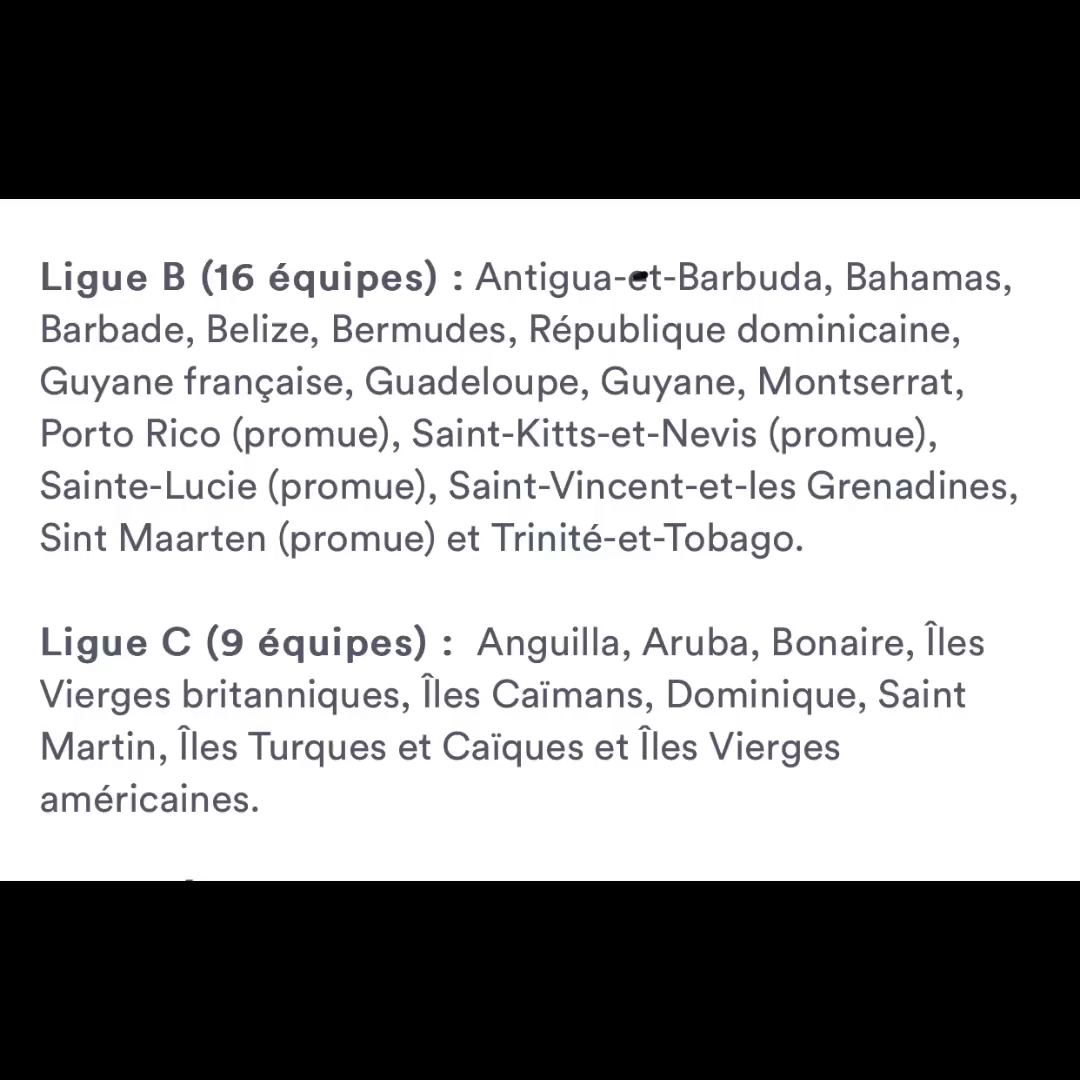 Ligue B (16 équipes) : Antigua-et-Barbuda, Bahamas,
Barbade, Belize, Bermudes, République dominicaine,
Guyane française, Guadeloupe, Guyane, Montserrat,
Porto Rico (promue), Saint-Kitts-et-Nevis (promue),
Sainte-Lucie (promue), Saint-Vincent-et-les Grenadines,
Sint Maarten (promue) et Trinité-et-Tobago.
Ligue C (9 équipes) : Anguilla, Aruba, Bonaire, Îles
Vierges britanniques, Îles Caïmans, Dominique, Saint
Martin, Îles Turques et Caïques et Îles Vierges
américaines.